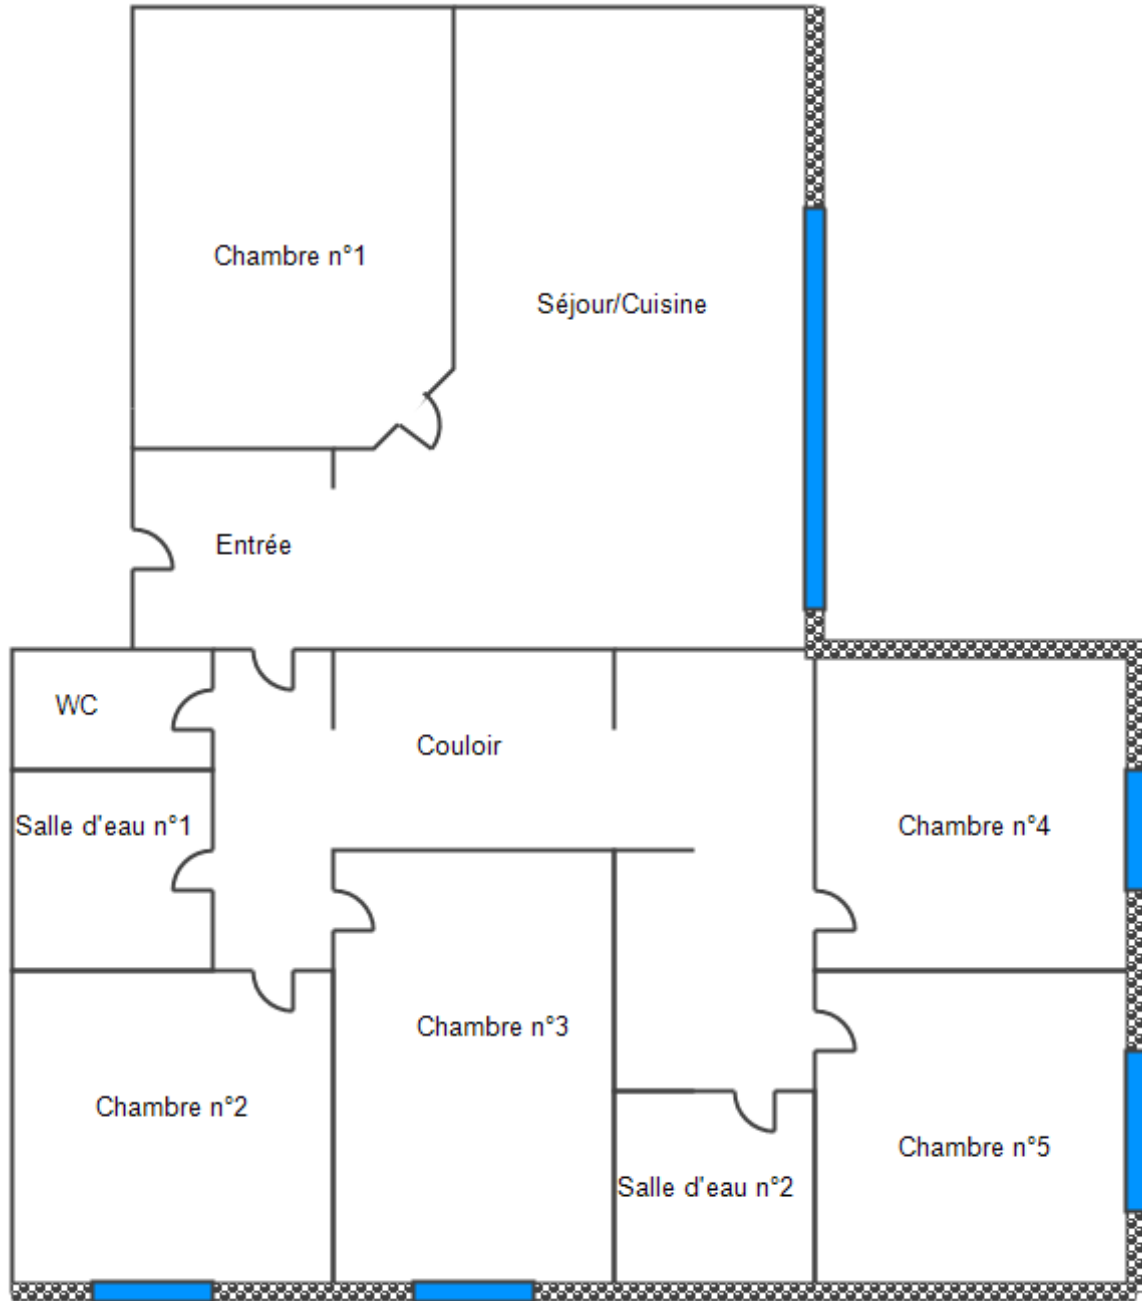 Chambre n°1
Séjour/Cuisine
Entrée
WC
Couloir
Salle d'eau n°1
Chambre n°4
Chambre n°3
Chambre n°2
Chambre n°5
Salle d'eau n°2